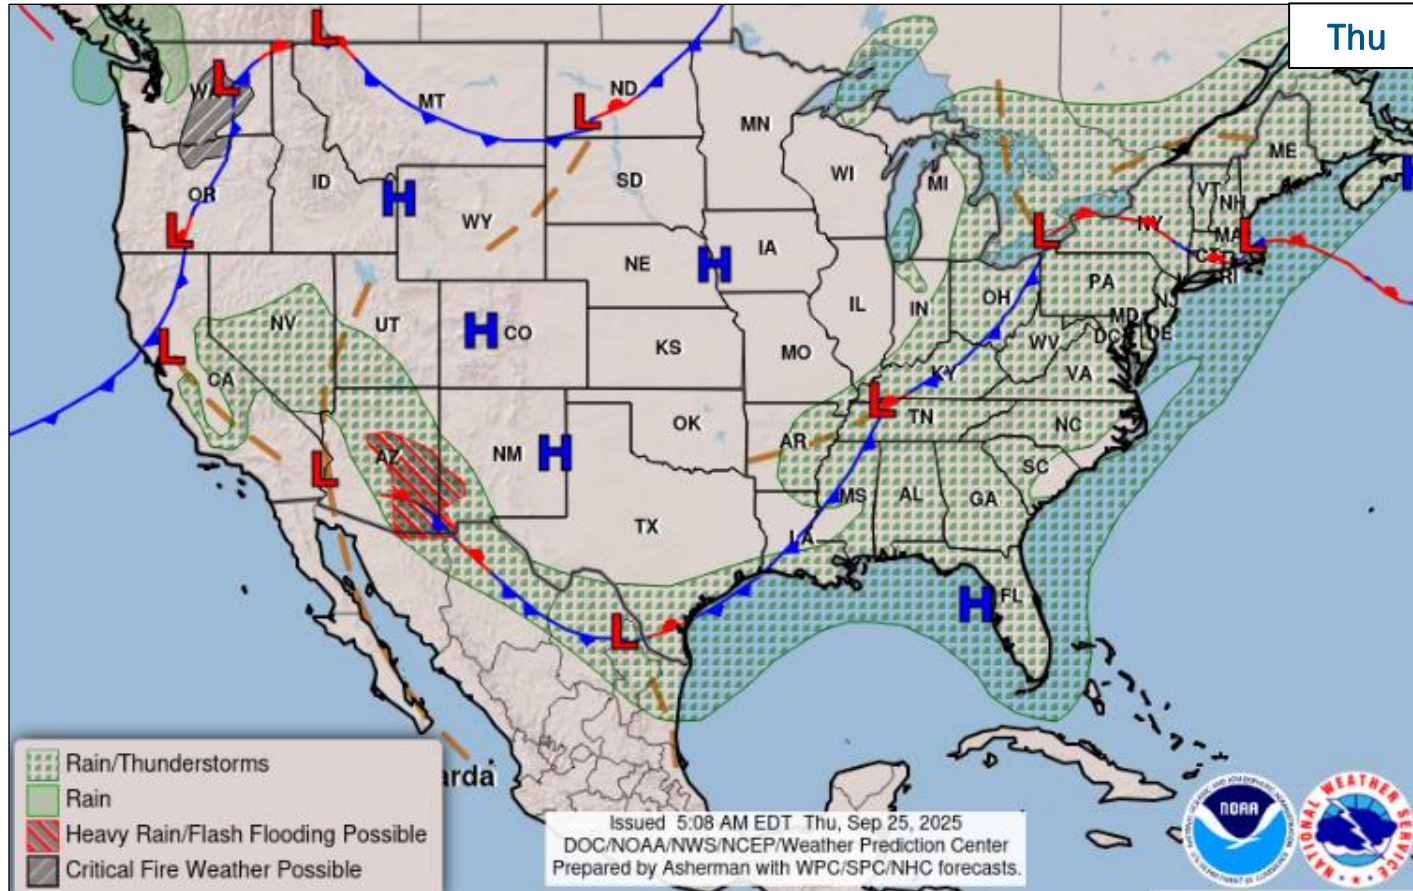 Thu
L
L
WA
L
MT
ND
L
MN
ME
H
OR
ID
H
WY
SD
WI
MI
VT
NH
NY
MA
L
L
L
CT
RI
NE
H
IA
PA
OH
NJ
IL
IN
MD
DC
DE
NV
UT
H
CO
KS
MO
WV
VA
L
CA
KY
L
TN
NC
OK
AR
AZ
NM
H
L
SC
MS
AL
GA
TX
LA
H
FL
L
arda
Rain/Thunderstorms
Rain
Heavy Rain/Flash Flooding Possible
Critical Fire Weather Possible
Issued 5:08 AM EDT Thu, Sep 25, 2025
DOC/NOAA/NWS/NCEP/Weather Prediction Center
Prepared by Asherman with WPC/SPC/NHC forecasts.
NOAA
NATIONAL WEATHER SERVICE